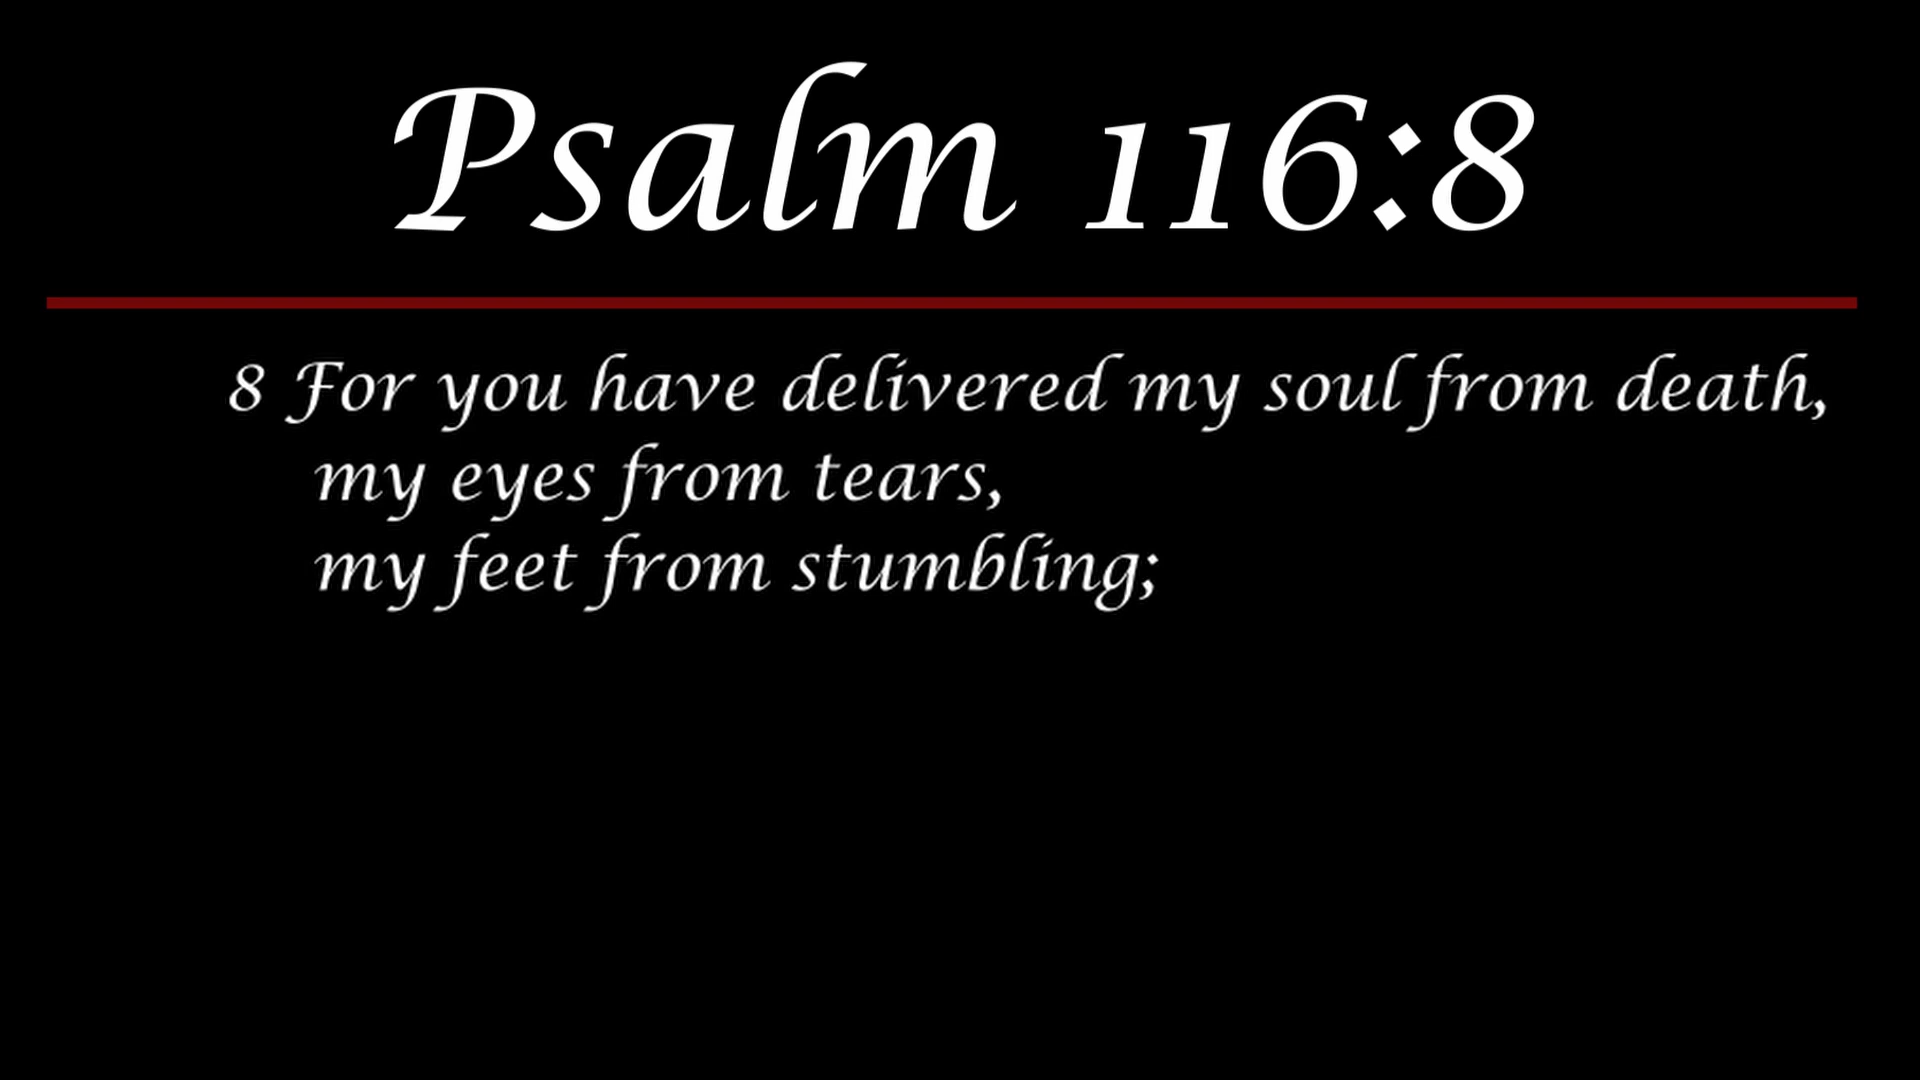 Psalm 116:8
8 For you have delivered my soul from death,
my eyes from tears,
my feet from stumbling;